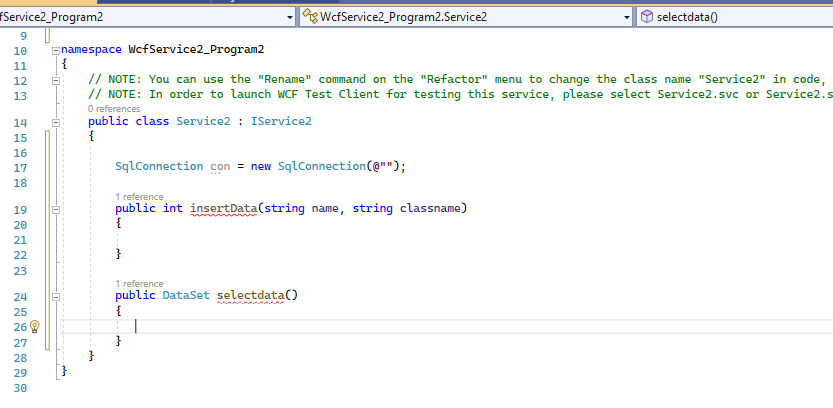 fService2_Program2 WcfService2_Program2.Service2 selectdata()
9
10 namespace WcfService2_Program2
11 {
12 // NOTE: You can use the "Rename" command on the "Refactor" menu to change the class name "Service2" in code,
13 // NOTE: In order to launch WCF Test Client for testing this service, please select Service2.svc or Service2.s
0 references
14 public class Service2 : IService2
15 {
16
17 SqlConnection con = new SqlConnection(@"");
18
1 reference
19 public int insertData(string name, string classname)
20 {
21
22 }
23
1 reference
24 public DataSet selectdata()
25 {
26
27 }
28 }
29 }
30